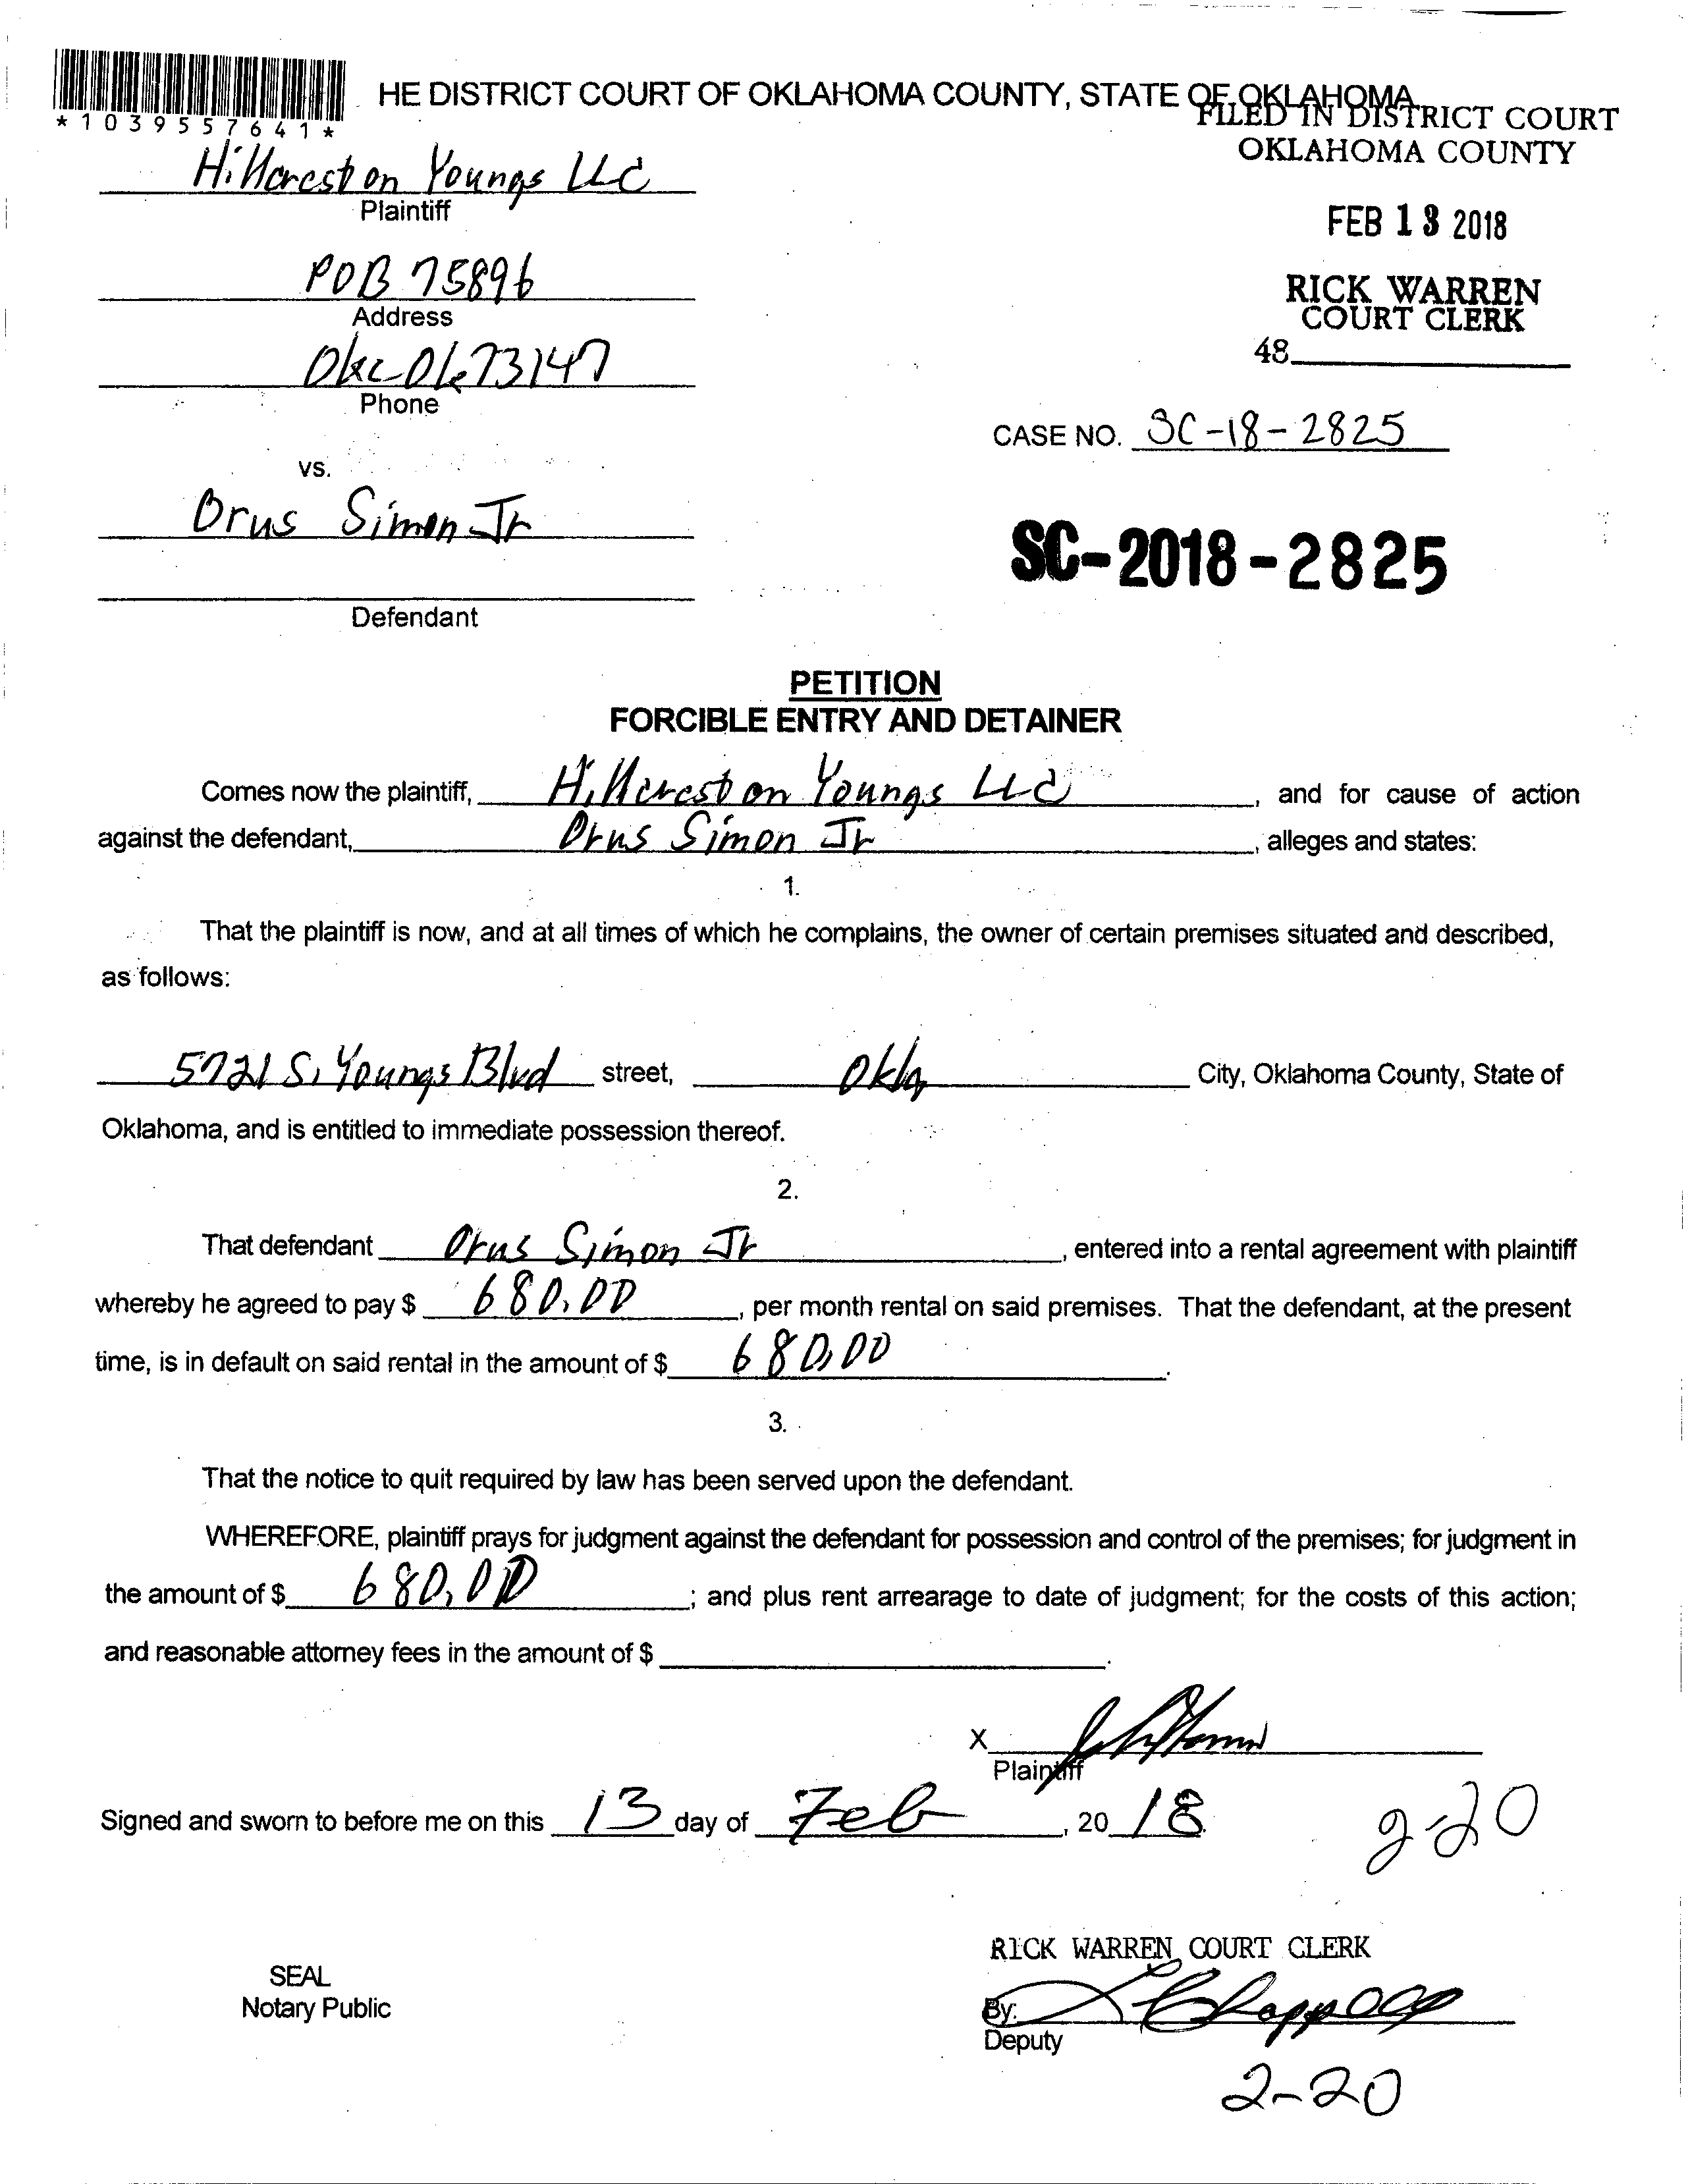 HE DISTRICT COURT OF OKLAHOMA COUNTY, STATE OF OKLAHOMA
*1039557641*
FILED IN DISTRICT COURT
OKLAHOMA COUNTY
Hillcrest on Youngs LLC
Plaintiff
FEB 13 2018
POB 75896
Address
RICK WARREN
COURT CLERK
48
Okc Ok 73147
Phone
CASE NO. SC-18-2825
vs.
Orus Simon Jr
SC-2018-2825
Defendant
PETITION
FORCIBLE ENTRY AND DETAINER
Comes now the plaintiff, Hillcrest on Youngs LLC, and for cause of action
against the defendant, Orus Simon Jr, alleges and states:
1.
That the plaintiff is now, and at all times of which he complains, the owner of certain premises situated and described,
as follows:
5721 S. Youngs Blvd street, Okla City, Oklahoma County, State of
Oklahoma, and is entitled to immediate possession thereof.
2.
That defendant Orus Simon Jr, entered into a rental agreement with plaintiff
whereby he agreed to pay $ 680.00, per month rental on said premises. That the defendant, at the present
time, is in default on said rental in the amount of $ 680.00.
3.
That the notice to quit required by law has been served upon the defendant.
WHEREFORE, plaintiff prays for judgment against the defendant for possession and control of the premises; for judgment in
the amount of $ 680.00; and plus rent arrearage to date of judgment; for the costs of this action;
and reasonable attorney fees in the amount of $.
X
Plaintiff
Signed and sworn to before me on this 13 day of Feb, 20 18.
2-20
RICK WARREN COURT CLERK
SEAL
Notary Public
By:
Deputy
2-20